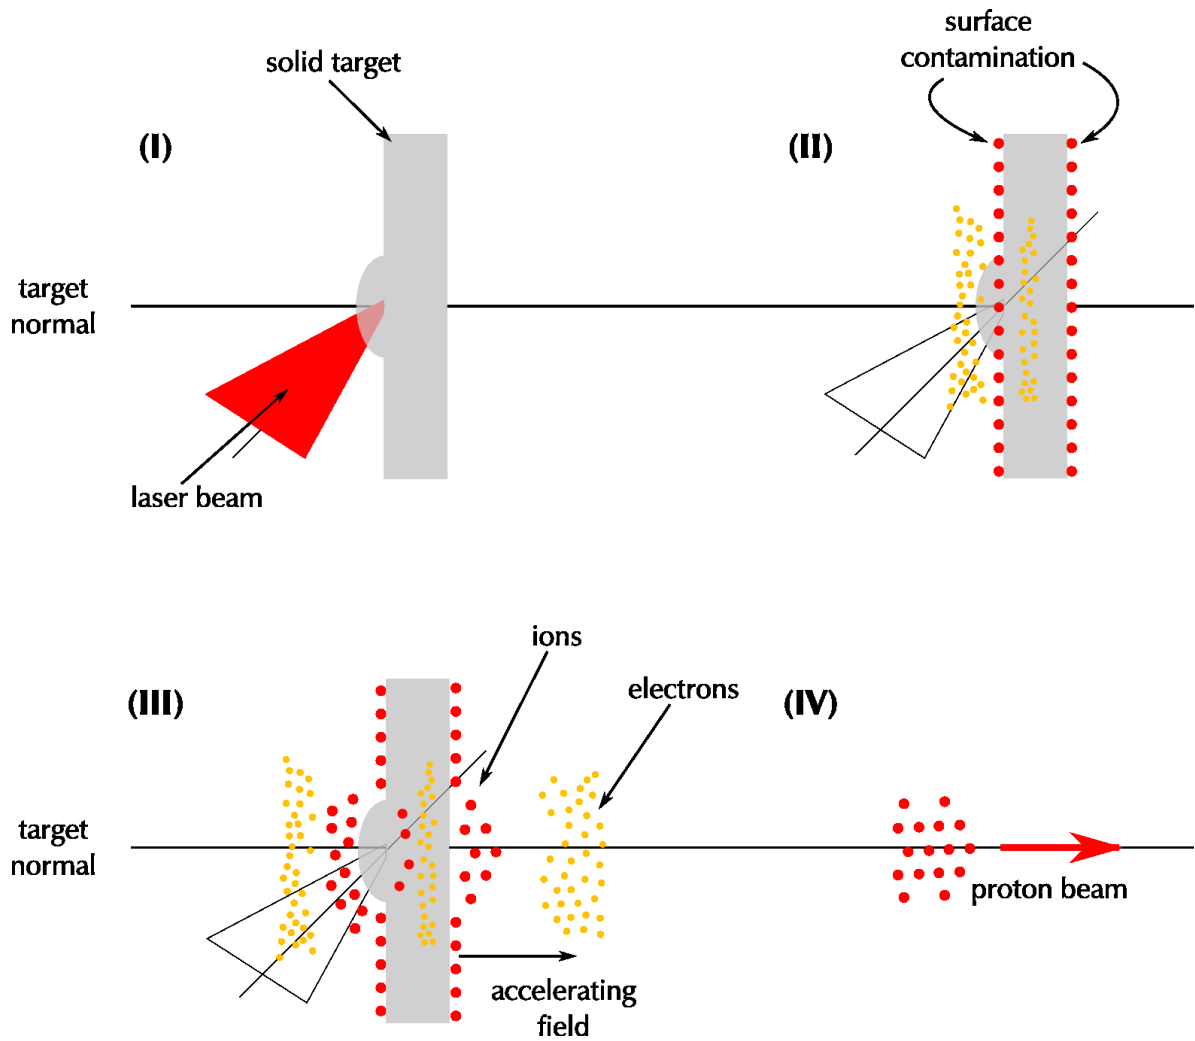 surface
contamination
solid target
(I)
(II)
target
normal
laser beam
ions
electrons
(III)
(IV)
target
normal
proton beam
accelerating
field